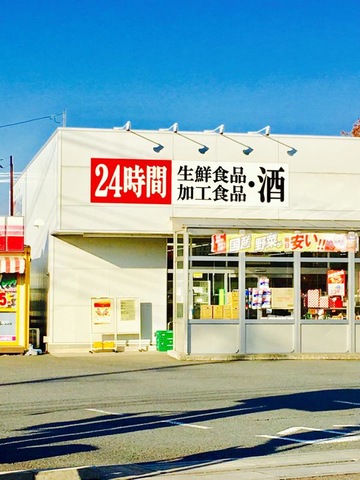 24時間
生鮮食品
加工食品
・酒
国産 野菜
安い!!